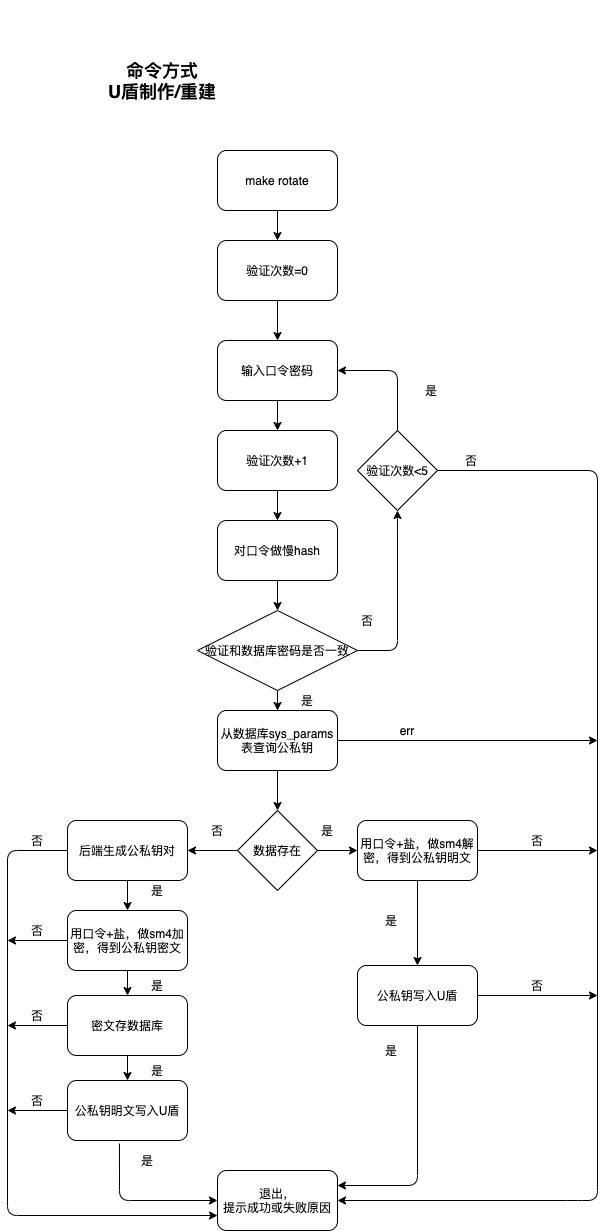 命令方式
U盾制作/重建
make rotate
验证次数=0
输入口令密码
是
验证次数+1
验证次数<5
否
对口令做慢hash
否
验证和数据库密码是否一致
是
从数据库sys_params
表查询公私钥
err
否
后端生成公私钥对
否
数据存在
是
用口令+盐，做sm4解
密，得到公私钥明文
否
是
否
用口令+盐，做sm4加
密，得到公私钥密文
是
是
否
密文存数据库
公私钥写入U盾
否
是
是
否
公私钥明文写入U盾
是
退出，
提示成功或失败原因